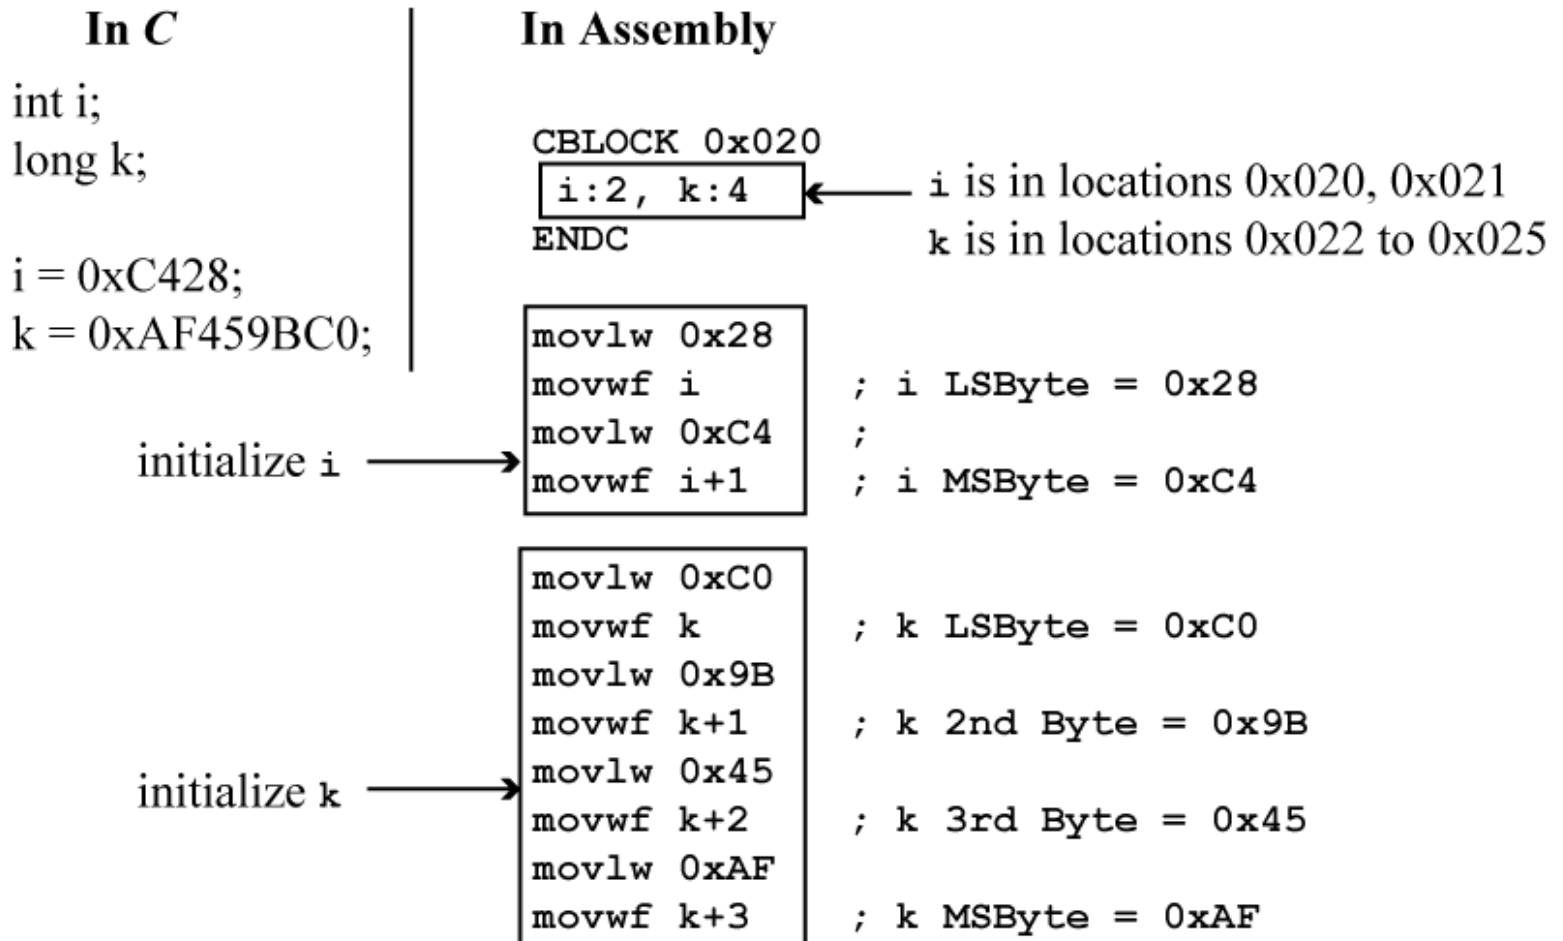 In C
int i;
long k;
i = 0xC428;
k = 0xAF459BC0;
In Assembly
CBLOCK 0x020
i:2, k:4
ENDC
i is in locations 0x020, 0x021
k is in locations 0x022 to 0x025
initialize i
movlw 0x28
movwf i ; i LSByte = 0x28
movlw 0xC4 ;
movwf i+1 ; i MSByte = 0xC4
initialize k
movlw 0xC0
movwf k ; k LSByte = 0xC0
movlw 0x9B
movwf k+1 ; k 2nd Byte = 0x9B
movlw 0x45
movwf k+2 ; k 3rd Byte = 0x45
movlw 0xAF
movwf k+3 ; k MSByte = 0xAF